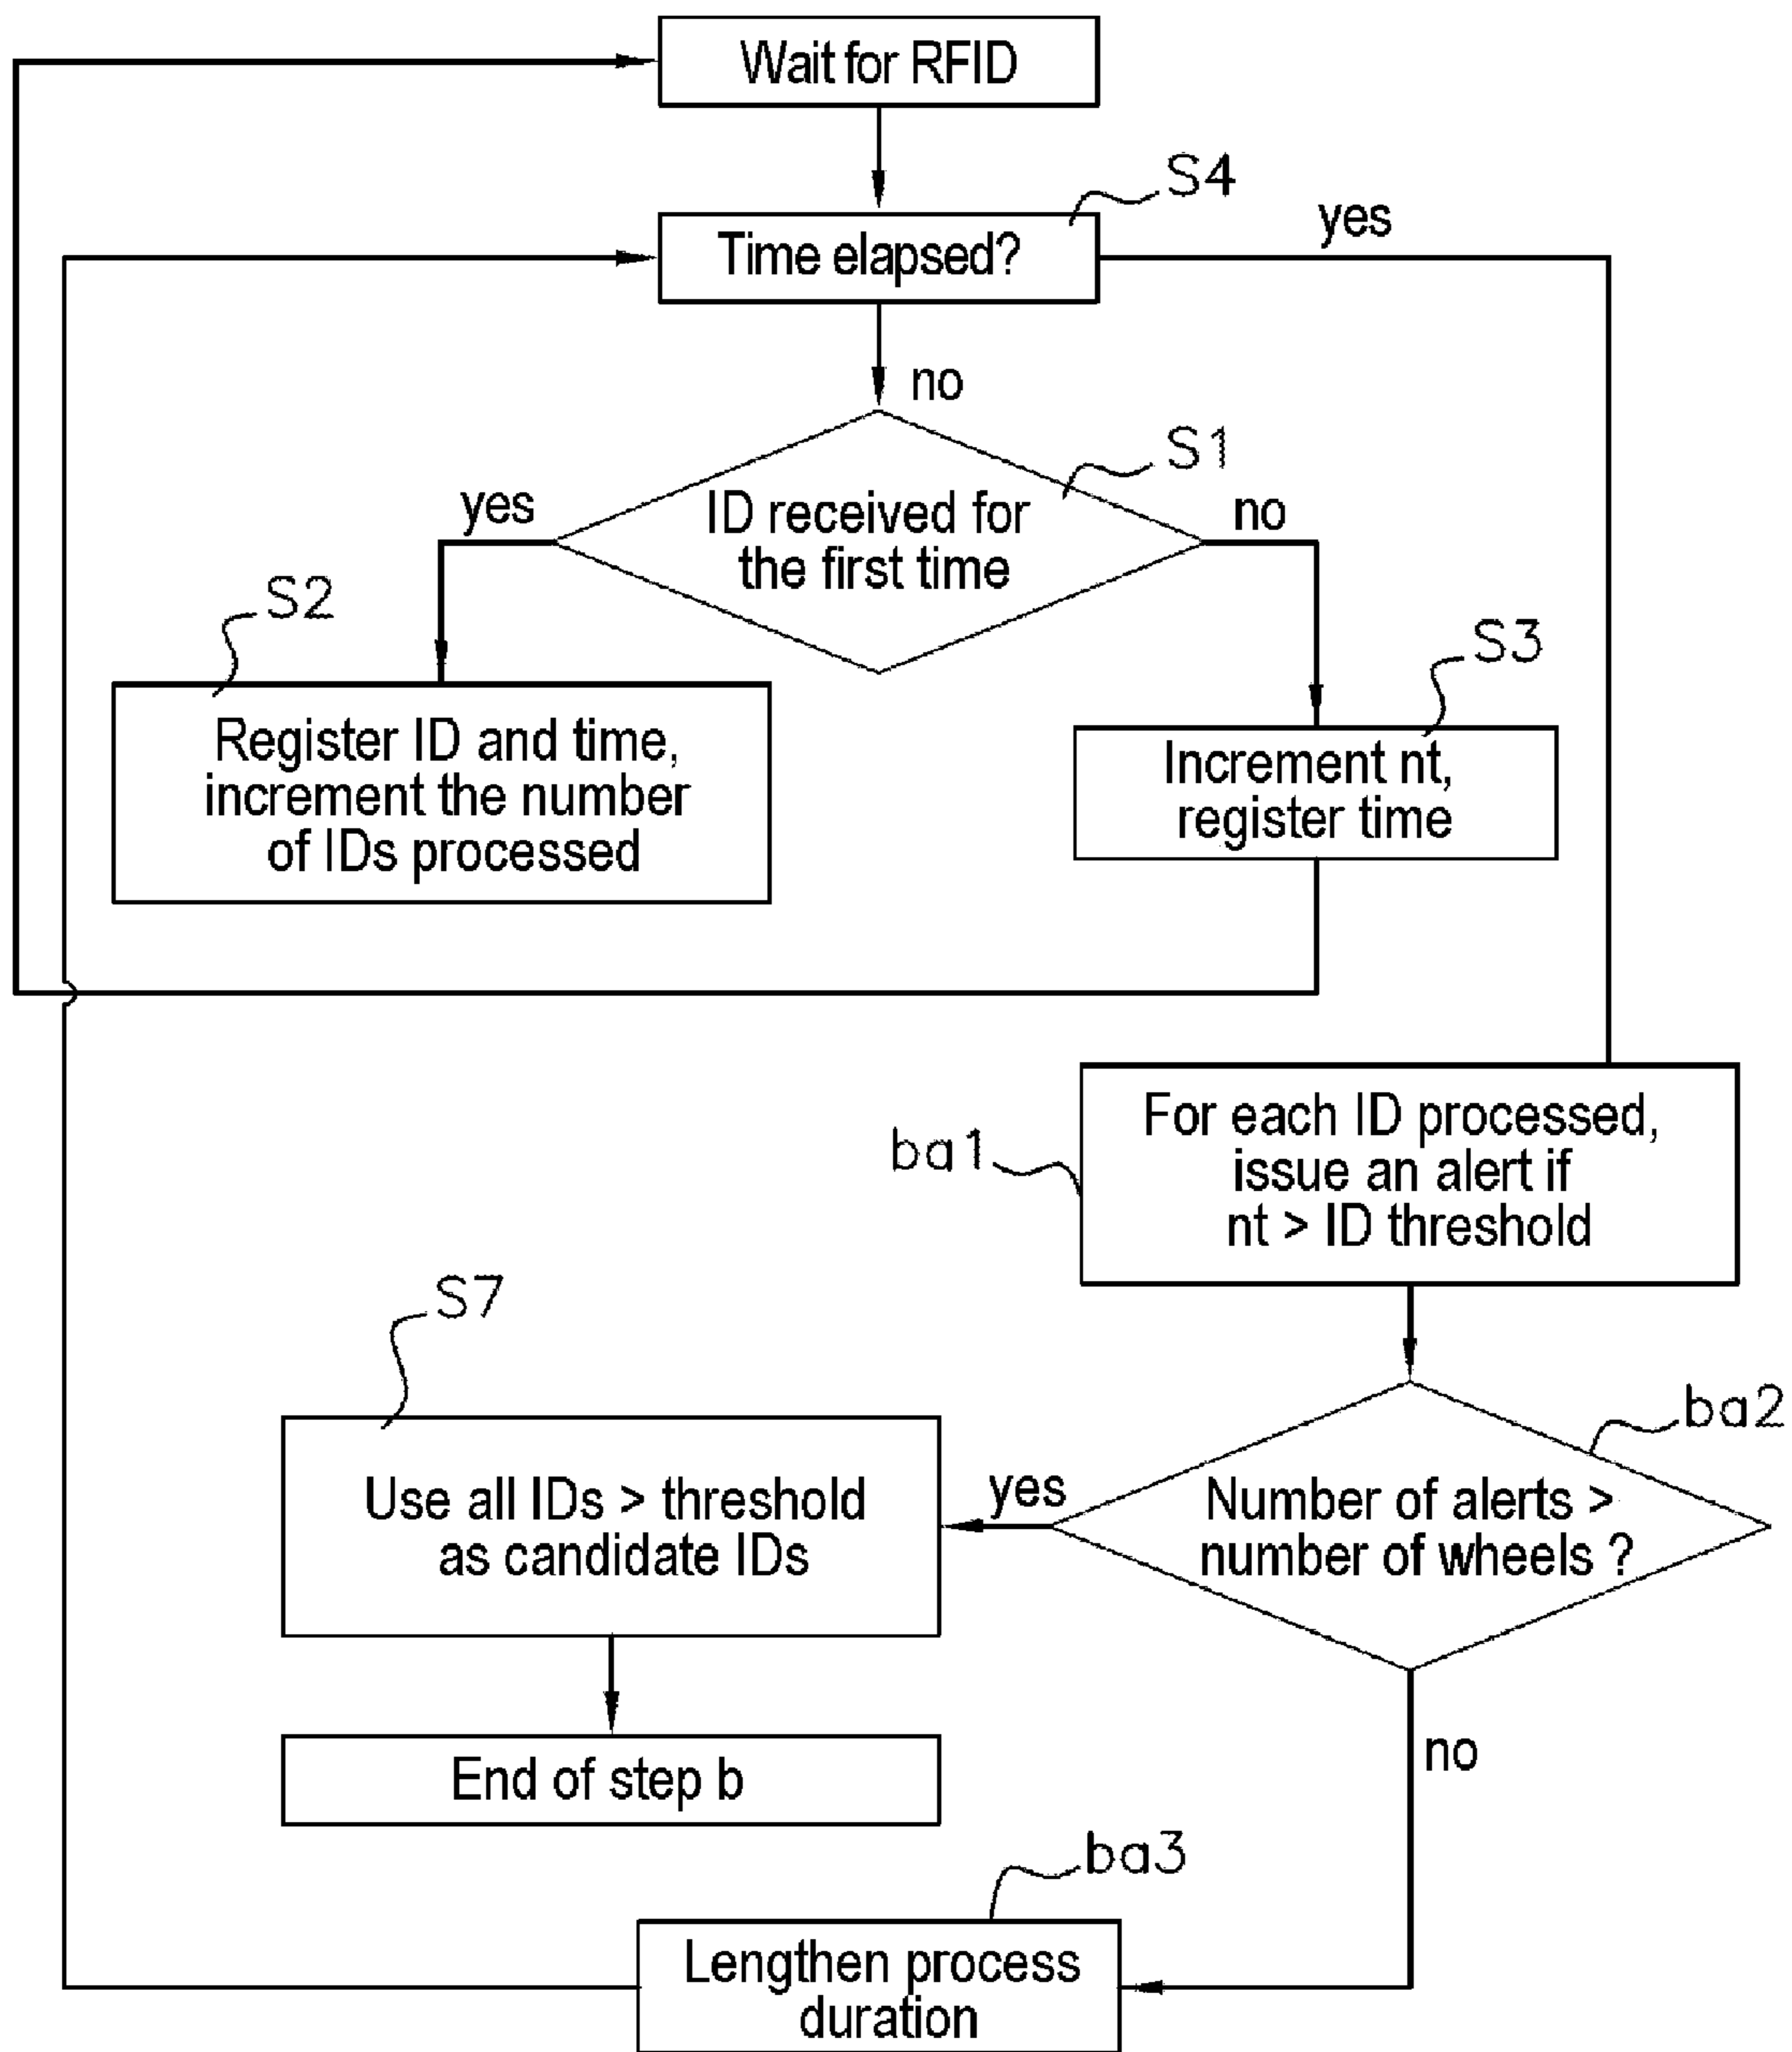 Wait for RFID
S4
yes
Time elapsed?
no
S1
yes
ID received for
the first time
no
S2
S3
Register ID and time,
increment the number
of IDs processed
Increment nt,
register time
ba1
For each ID processed,
issue an alert if
nt > ID threshold
S7
ba2
Use all IDs > threshold
as candidate IDs
yes
Number of alerts >
number of wheels ?
no
End of step b
ba3
Lengthen process
duration